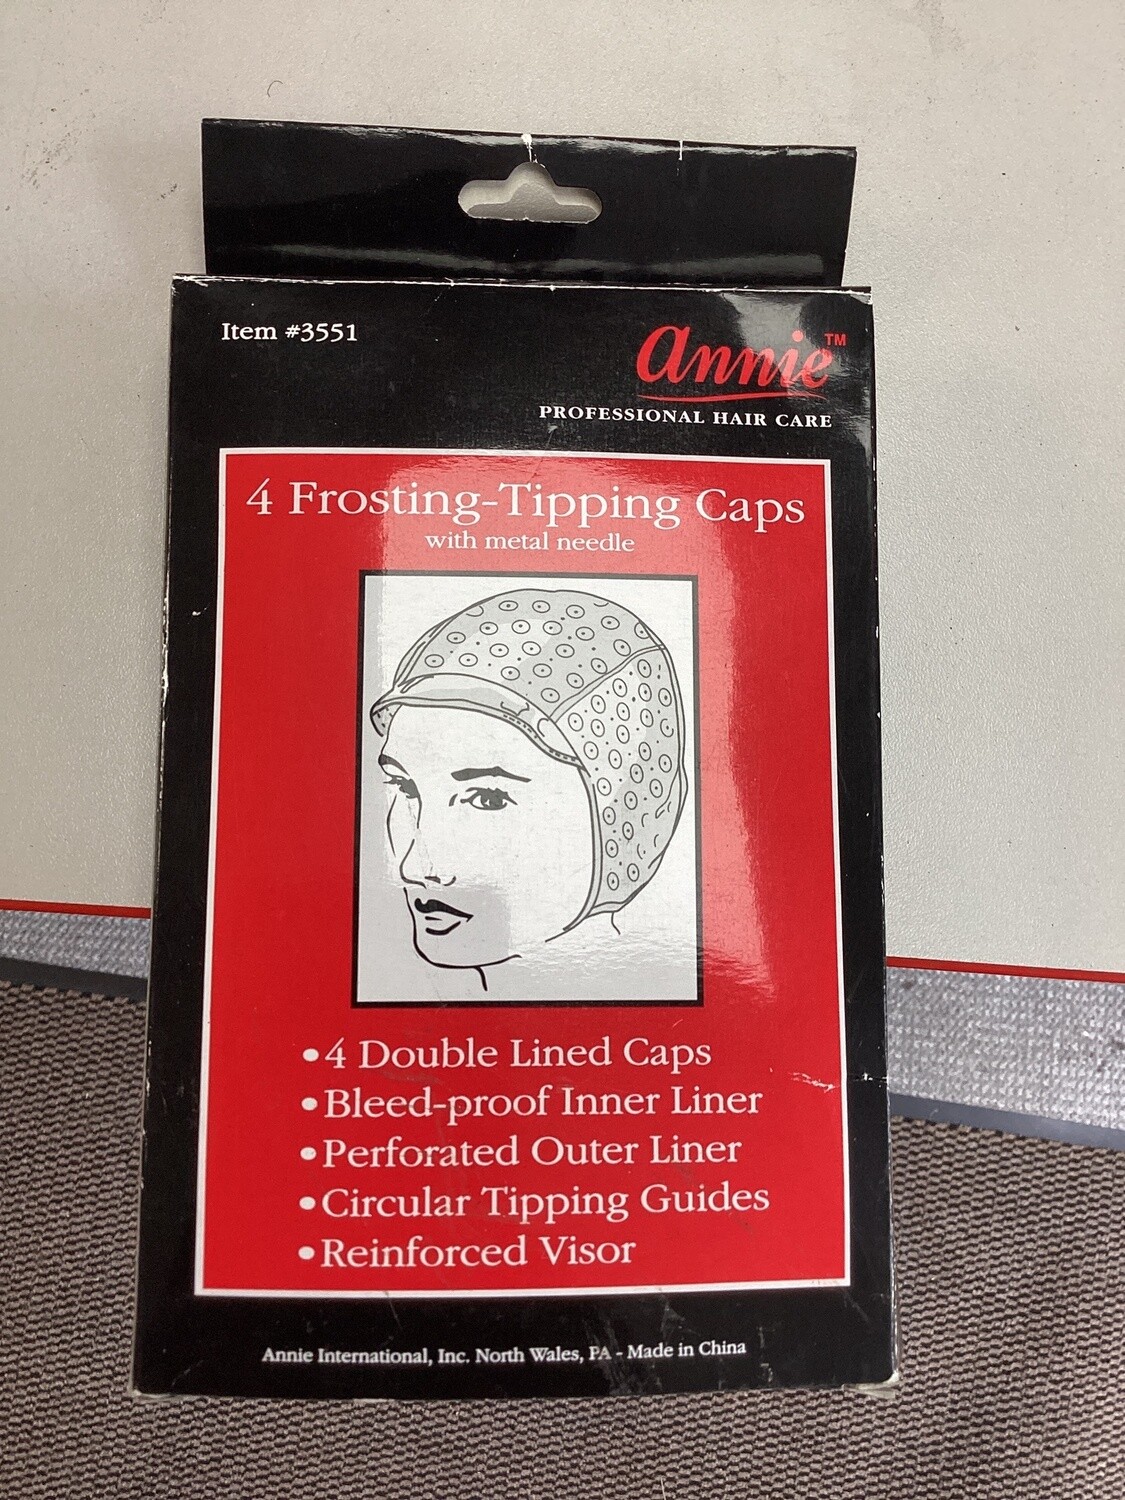 Item #3551
annie™
PROFESSIONAL HAIR CARE
4 Frosting-Tipping Caps
with metal needle
•4 Double Lined Caps
•Bleed-proof Inner Liner
•Perforated Outer Liner
•Circular Tipping Guides
•Reinforced Visor
Annie International, Inc. North Wales, PA - Made in China